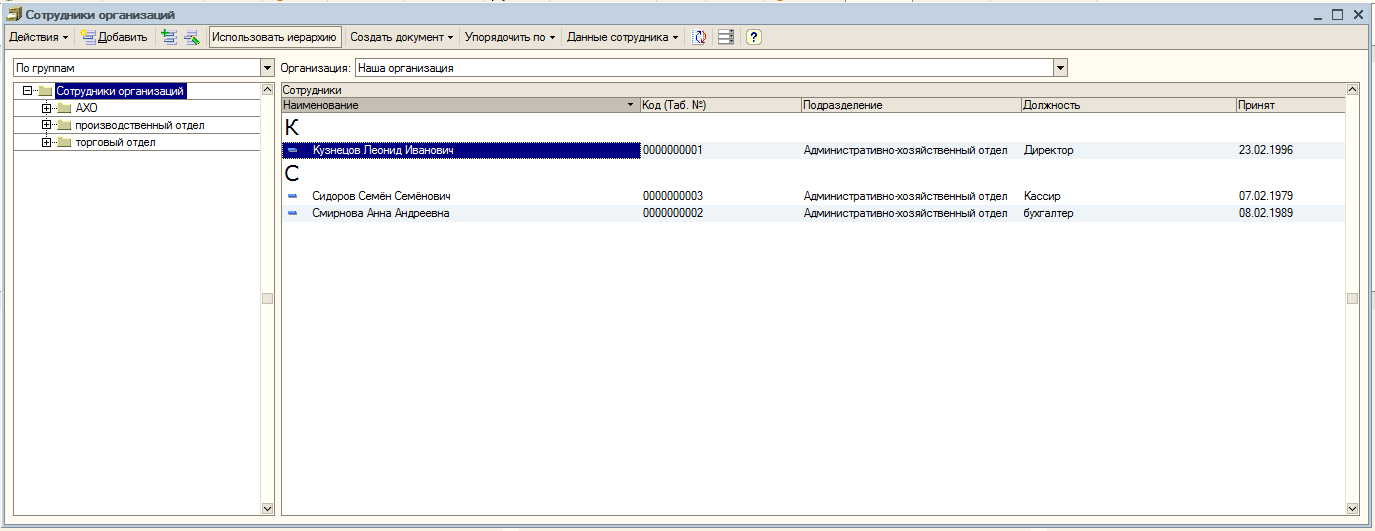 Сотрудники организаций
Действия Добавить Использовать иерархию Создать документ Упорядочить по Данные сотрудника ?
По группам Организация: Наша организация
Сотрудники организаций
АХО
производственный отдел
торговый отдел
Сотрудники
Наименование Код (Таб. №) Подразделение Должность Принят
К
Кузнецов Леонид Иванович 0000000001 Административно-хозяйственный отдел Директор 23.02.1996
С
Сидоров Семён Семёнович 0000000003 Административно-хозяйственный отдел Кассир 07.02.1979
Смирнова Анна Андреевна 0000000002 Административно-хозяйственный отдел бухгалтер 08.02.1989